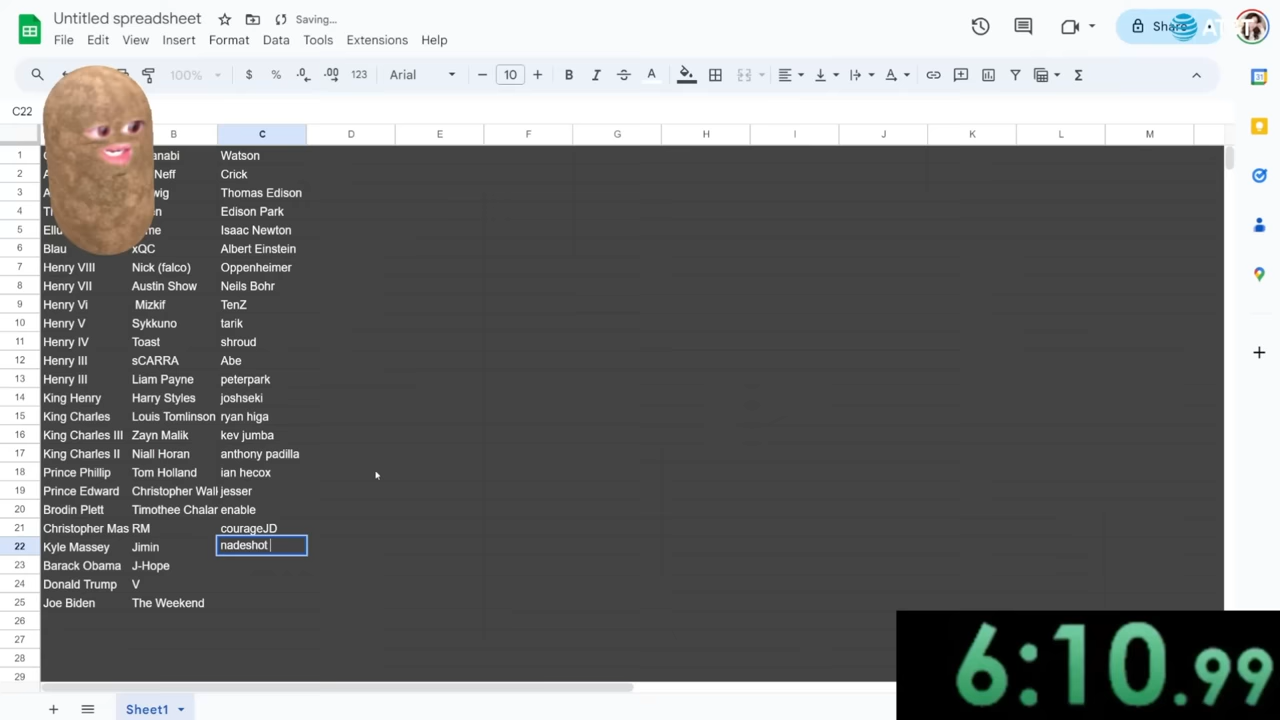 Untitled spreadsheet Saving...
File Edit View Insert Format Data Tools Extensions Help
Share AT&T
100% $ % .0 .00 123 Arial 10 B I A Σ
C22
B C D E F G H I J K L M
1 Watson
2 Neff Crick
3 Thomas Edison
4 Edison Park
5 Isaac Newton
6 Blau xQC Albert Einstein
7 Henry VIII Nick (falco) Oppenheimer
8 Henry VII Austin Show Neils Bohr
9 Henry Vi Mizkif TenZ
10 Henry V Sykkuno tarik
11 Henry IV Toast shroud
12 Henry III sCARRA Abe
13 Henry III Liam Payne peterpark
14 King Henry Harry Styles joshseki
15 King Charles Louis Tomlinson ryan higa
16 King Charles III Zayn Malik kev jumba
17 King Charles II Niall Horan anthony padilla
18 Prince Phillip Tom Holland ian hecox
19 Prince Edward Christopher Walk jesser
20 Brodin Plett Timothee Chalar enable
21 Christopher Mas RM courageJD
22 Kyle Massey Jimin nadeshot
23 Barack Obama J-Hope
24 Donald Trump V
25 Joe Biden The Weekend
26
27
28
29
Sheet1
6:10.99